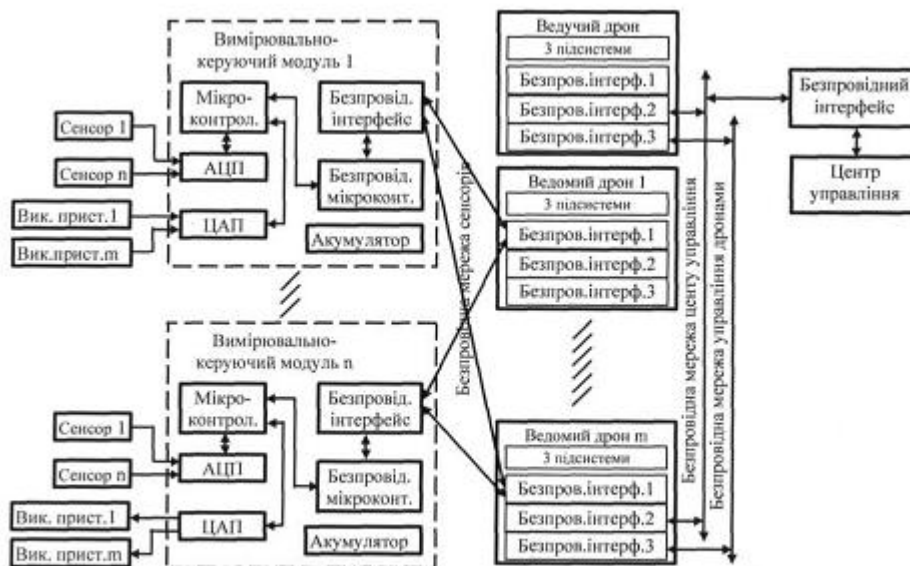 Вимірювально-
керуючий модуль 1
Мікро-
контрол.
Безпровід.
інтерфейс
Сенсор 1
Сенсор n
АЦП
Безпровід.
мікроконт.
Вик. прист.1
Вик.прист.m
ЦАП
Акумулятор
Вимірювально-
керуючий модуль n
Мікро-
контрол.
Безпровід.
інтерфейс
Сенсор 1
Сенсор n
АЦП
Безпровід.
мікроконт.
Вик. прист.1
Вик. прист.m
ЦАП
Акумулятор
Безпровідна мережа сенсорів
Ведучий дрон
3 підсистеми
Безпров.інтерф.1
Безпров.інтерф.2
Безпров.інтерф.3
Ведомий дрон 1
3 підсистеми
Безпров.інтерф.1
Безпров.інтерф.2
Безпров.інтерф.3
Ведомий дрон m
3 підсистеми
Безпров.інтерф.1
Безпров.інтерф.2
Безпров.інтерф.3
Безпровідна мережа центу управління
Безпровідна мережа управління дронами
Безпровідний
інтерфейс
Центр
управління